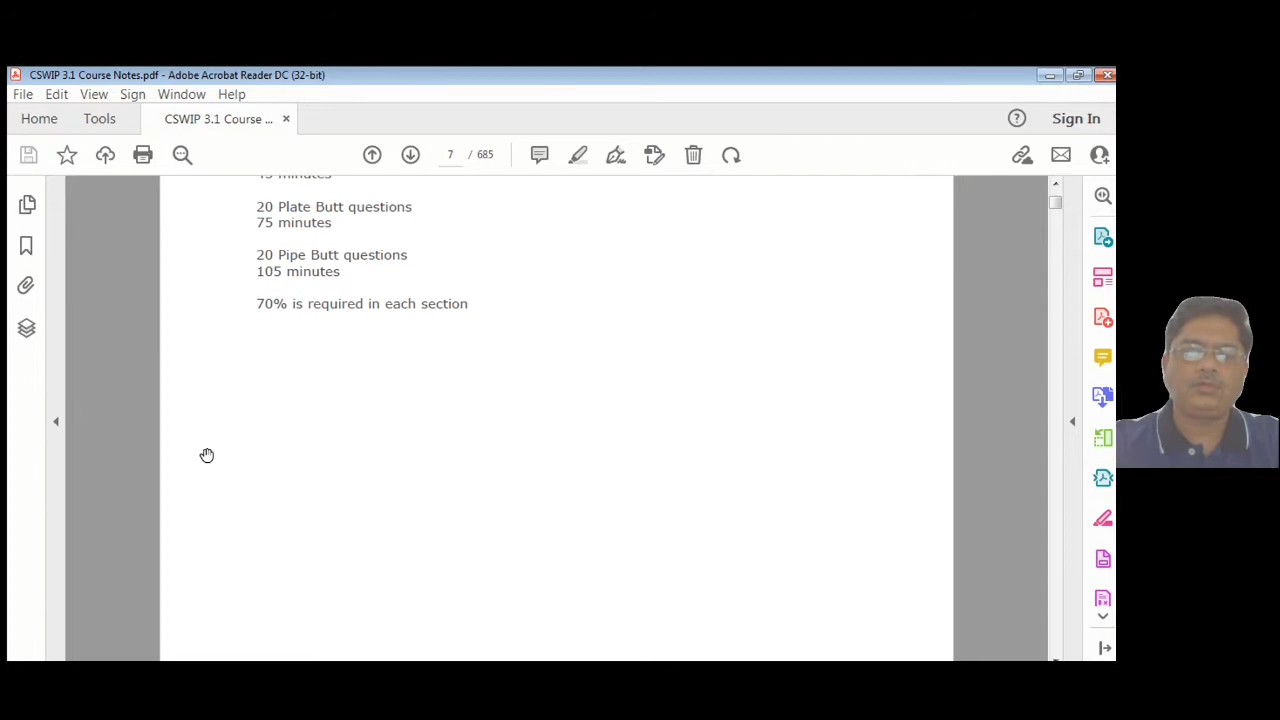 CSWIP 3.1 Course Notes.pdf - Adobe Acrobat Reader DC (32-bit)
File Edit View Sign Window Help
Home Tools CSWIP 3.1 Course ... × Sign In
7 / 685
minutes
20 Plate Butt questions
75 minutes
20 Pipe Butt questions
105 minutes
70% is required in each section